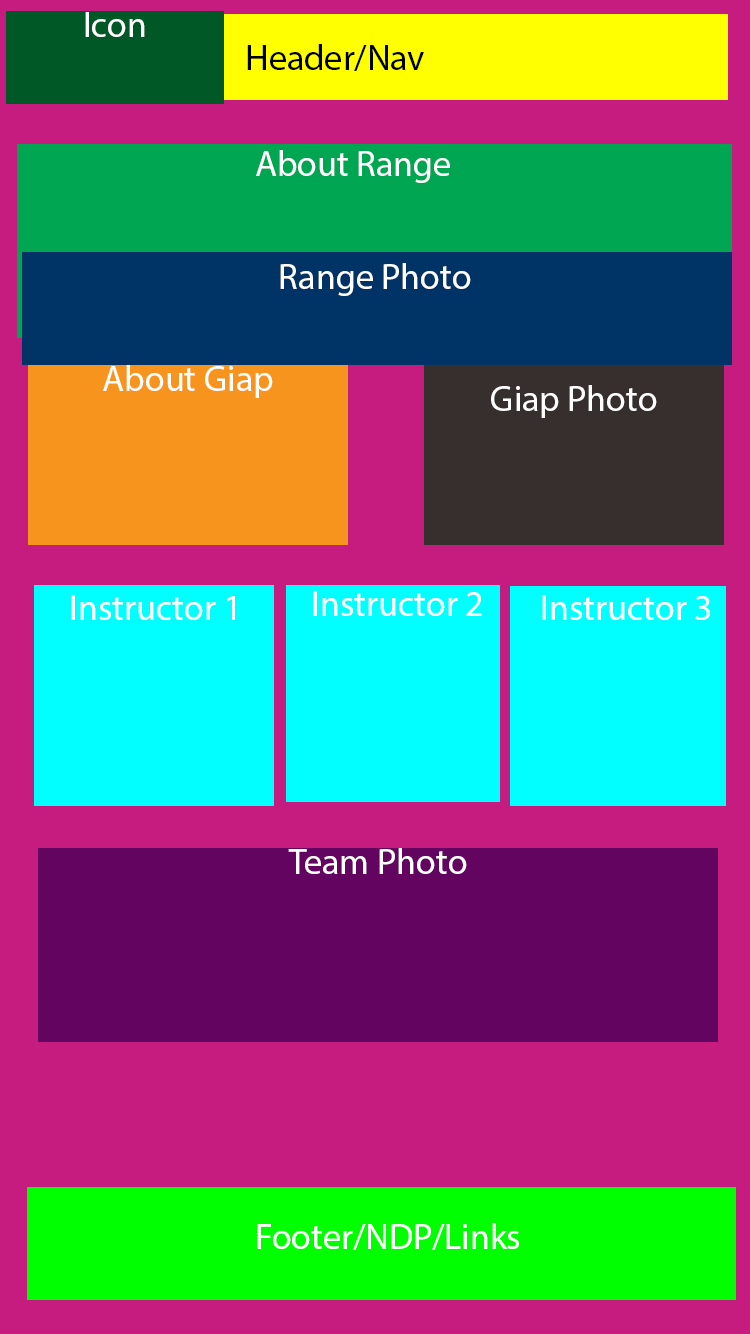 Icon
Header/Nav
About Range
Range Photo
About Giap
Giap Photo
Instructor 1
Instructor 2
Instructor 3
Team Photo
Footer/NDP/Links